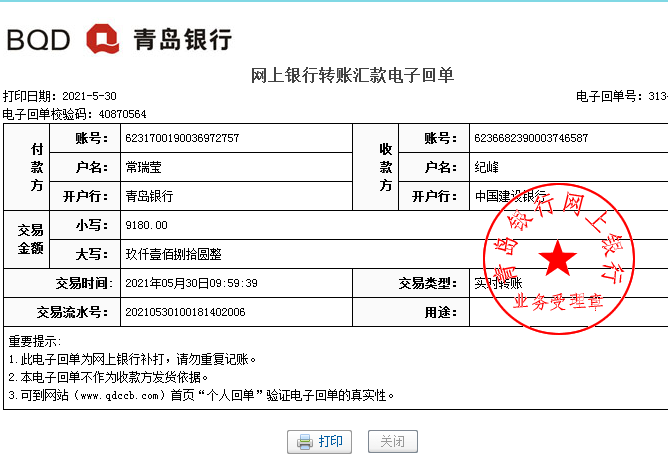 BQD 青岛银行
网上银行转账汇款电子回单
打印日期：2021-5-30 电子回单号：313-
电子回单校验码：40870564
付款方 账号： 6231700190036972757 收款方 账号： 6236682390003746587
户名： 常瑞莹 户名： 纪峰
开户行： 青岛银行 开户行： 中国建设银行
交易金额 小写： 9180.00
大写： 玖仟壹佰捌拾圆整
交易时间: 2021年05月30日09:59:39 交易类型： 实时转账
交易流水号： 20210530100181402006 用途：
青岛银行网上银行
业务受理章
重要提示:
1.此电子回单为网上银行补打，请勿重复记账。
2.本电子回单不作为收款方发货依据。
3.可到网站（www.qdccb.com）首页“个人回单”验证电子回单的真实性。
打印 关闭